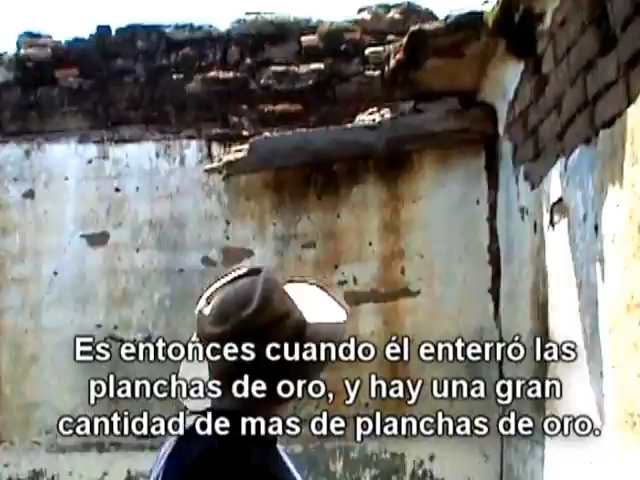 Es entonces cuando él enterró las
planchas de oro, y hay una gran
cantidad de mas de planchas de oro.